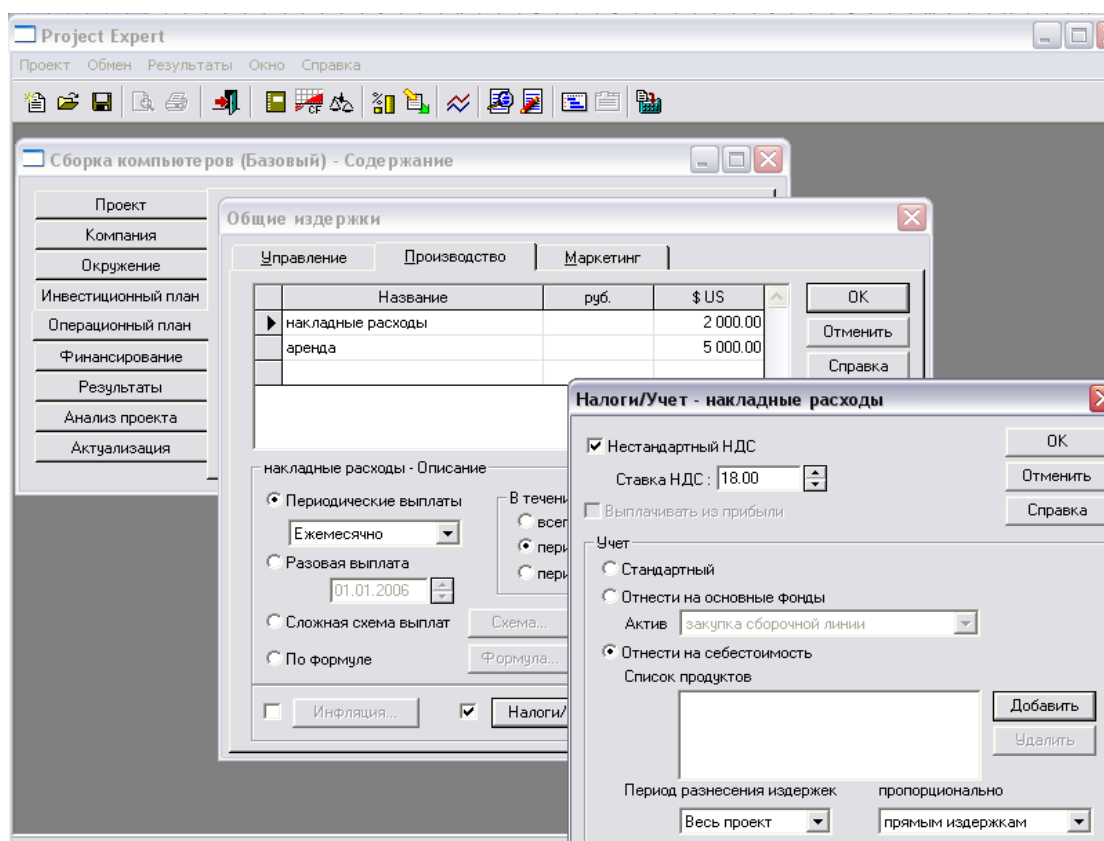 Project Expert
Проект Обмен Результаты Окно Справка
CF
Сборка компьютеров (Базовый) - Содержание
Проект
Компания
Окружение
Инвестиционный план
Операционный план
Финансирование
Результаты
Анализ проекта
Актуализация
Общие издержки
Управление Производство Маркетинг
Название руб. $ US
накладные расходы 2 000.00
аренда 5 000.00
OK
Отменить
Справка
накладные расходы - Описание
Периодические выплаты
Ежемесячно
Разовая выплата
01.01.2006
Сложная схема выплат Схема...
По формуле Формула...
Инфляция...
Налоги/
Налоги/Учет - накладные расходы
Нестандартный НДС
Ставка НДС : 18.00
Выплачивать из прибыли
OK
Отменить
Справка
Учет
Стандартный
Отнести на основные фонды
Актив закупка сборочной линии
Отнести на себестоимость
Список продуктов
Добавить
Удалить
Период разнесения издержек пропорционально
Весь проект прямым издержкам